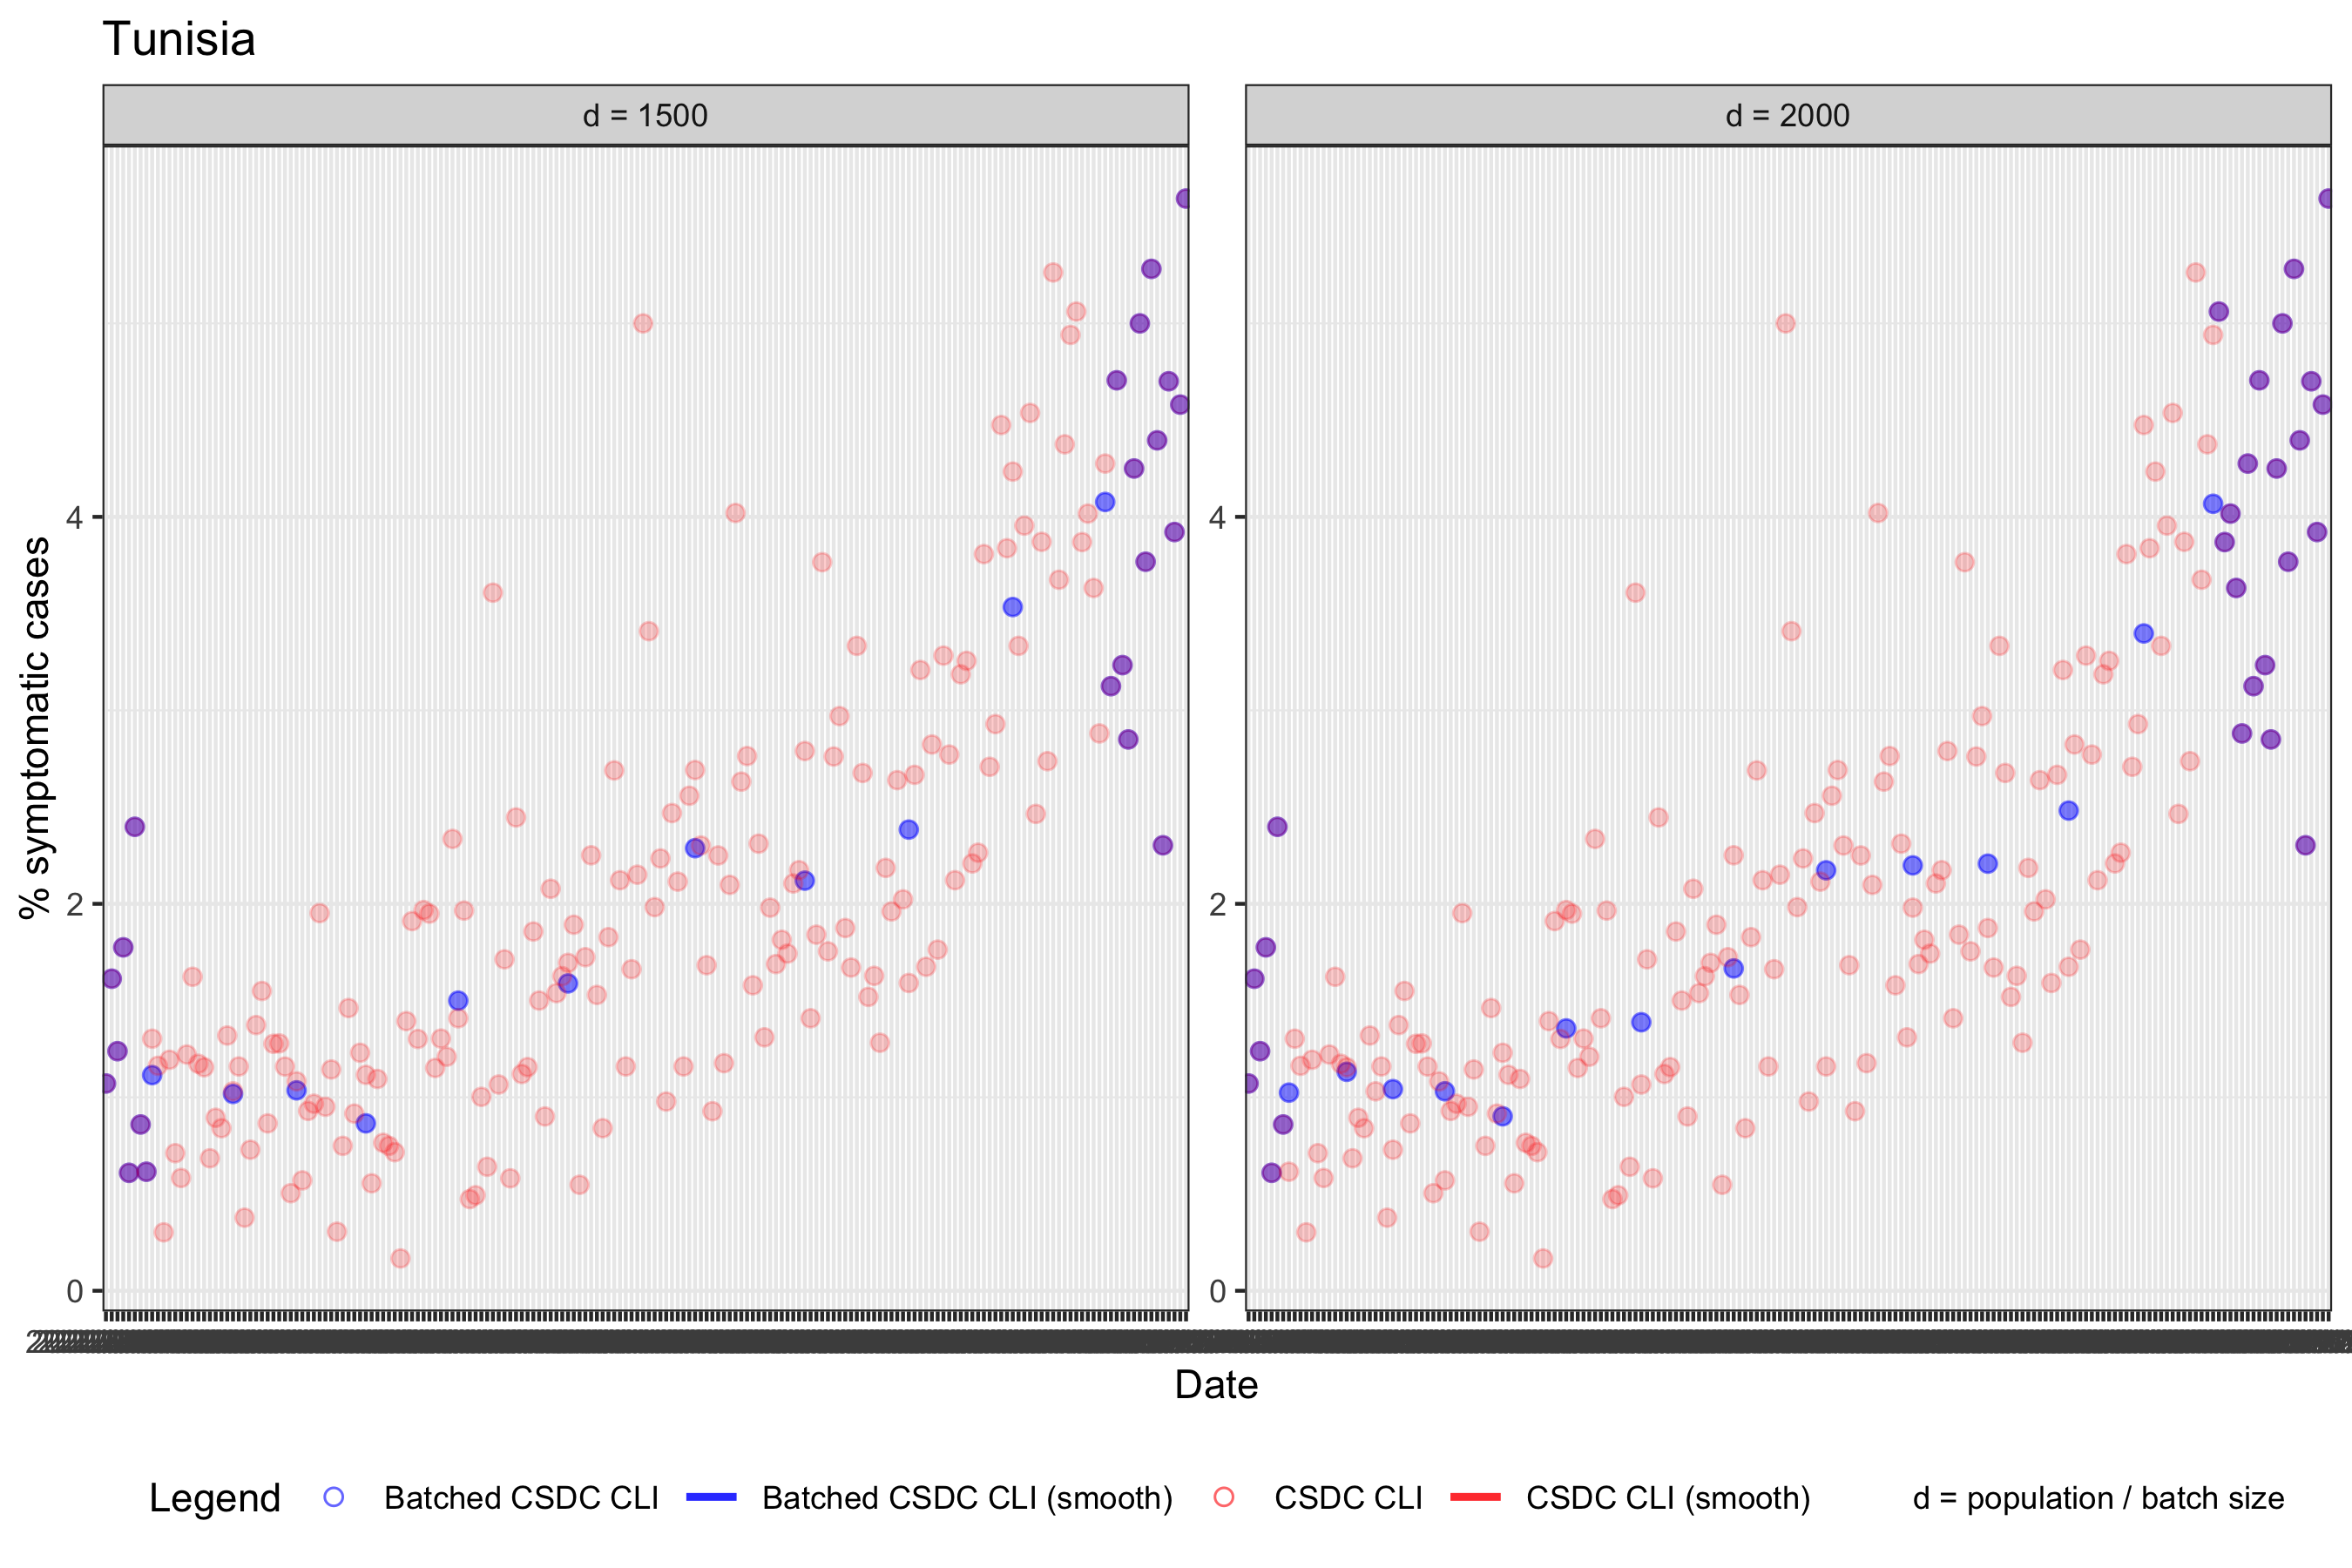 Tunisia
d = 1500
d = 2000
% symptomatic cases
4
2
0
4
2
0
Date
Legend
Batched CSDC CLI
Batched CSDC CLI (smooth)
CSDC CLI
CSDC CLI (smooth)
d = population / batch size